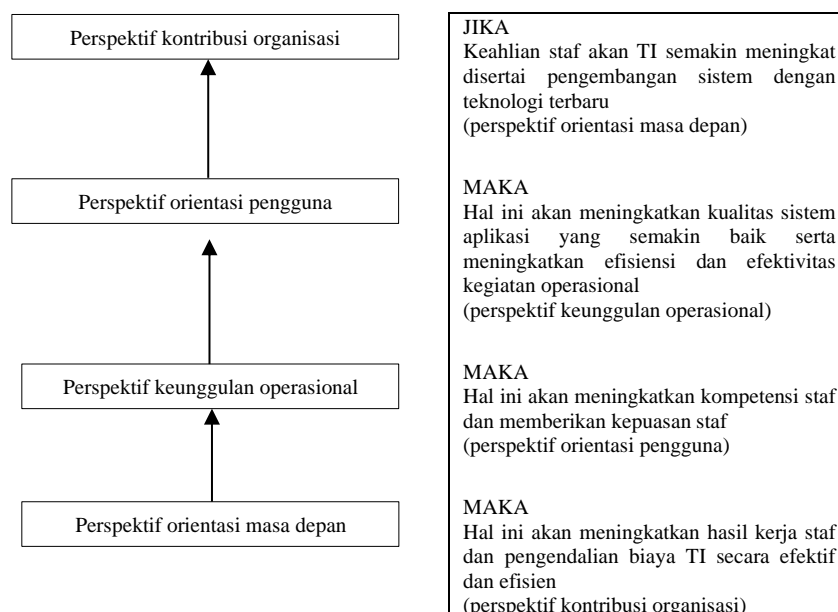 Perspektif kontribusi organisasi
Perspektif orientasi pengguna
Perspektif keunggulan operasional
Perspektif orientasi masa depan
JIKA
Keahlian staf akan TI semakin meningkat
disertai pengembangan sistem dengan
teknologi terbaru
(perspektif orientasi masa depan)
MAKA
Hal ini akan meningkatkan kualitas sistem
aplikasi yang semakin baik serta
meningkatkan efisiensi dan efektivitas
kegiatan operasional
(perspektif keunggulan operasional)
MAKA
Hal ini akan meningkatkan kompetensi staf
dan memberikan kepuasan staf
(perspektif orientasi pengguna)
MAKA
Hal ini akan meningkatkan hasil kerja staf
dan pengendalian biaya TI secara efektif
dan efisien
(perspektif kontribusi organisasi)